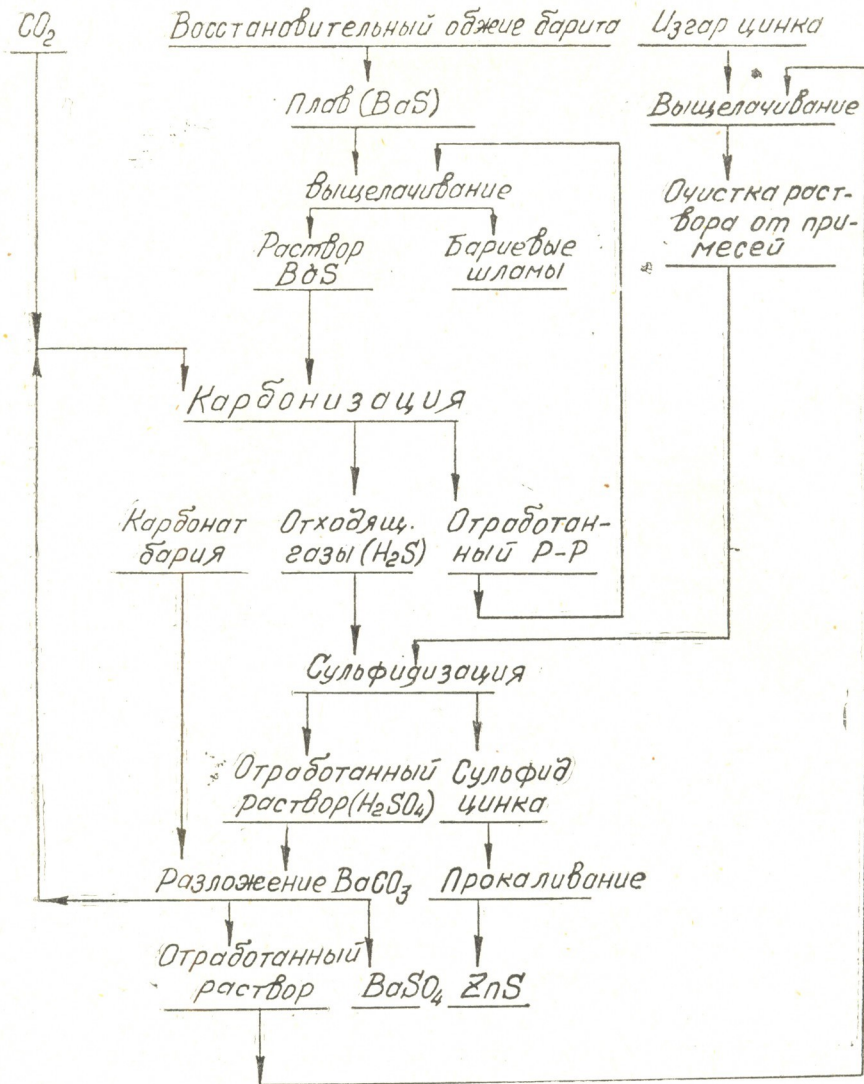 CO₂
Восстановительный обжиг барита
Изгар цинка
Плав (BaS)
Выщелачивание
выщелачивание
Очистка раст-
вора от при-
месей
Раствор
BaS
Бариевые
шламы
Карбонизация
Карбонат
бария
Отходящ.
газы (H₂S)
Отработан-
ный Р-Р
Сульфидизация
Отработанный
раствор (H₂SO₄)
Сульфид
цинка
Разложение BaCO₃
Прокаливание
Отработанный
раствор
BaSO₄
ZnS